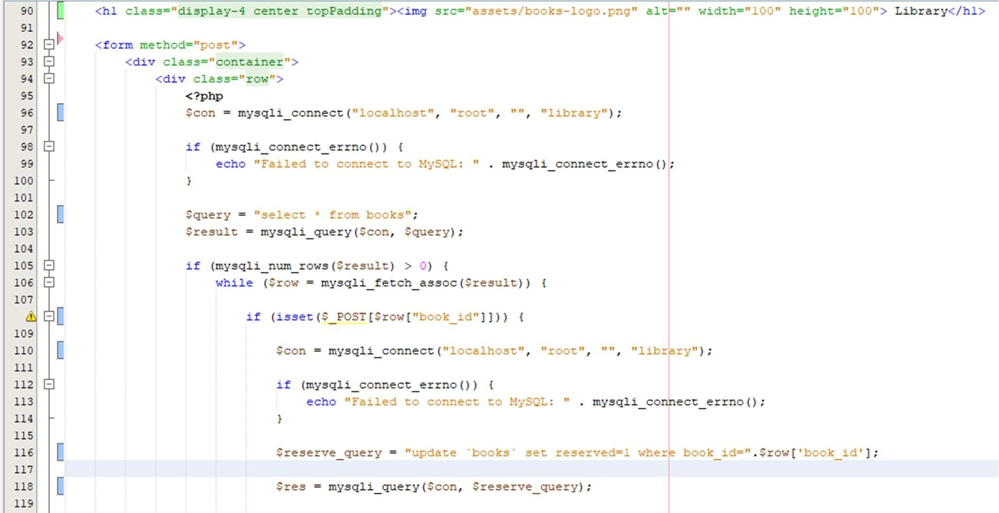 90 <h1 class="display-4 center topPadding"><img src="assets/books-logo.png" alt="" width="100" height="100"> Library</h1>
91
92 <form method="post">
93 <div class="container">
94 <div class="row">
95 <?php
96 $con = mysqli_connect("localhost", "root", "", "library");
97
98 if (mysqli_connect_errno()) {
99 echo "Failed to connect to MySQL: " . mysqli_connect_errno();
100 }
101
102 $query = "select * from books";
103 $result = mysqli_query($con, $query);
104
105 if (mysqli_num_rows($result) > 0) {
106 while ($row = mysqli_fetch_assoc($result)) {
107
if (isset($_POST[$row["book_id"]])) {
109
110 $con = mysqli_connect("localhost", "root", "", "library");
111
112 if (mysqli_connect_errno()) {
113 echo "Failed to connect to MySQL: " . mysqli_connect_errno();
114 }
115
116 $reserve_query = "update `books` set reserved=1 where book_id=".$row['book_id'];
117
118 $res = mysqli_query($con, $reserve_query);
119